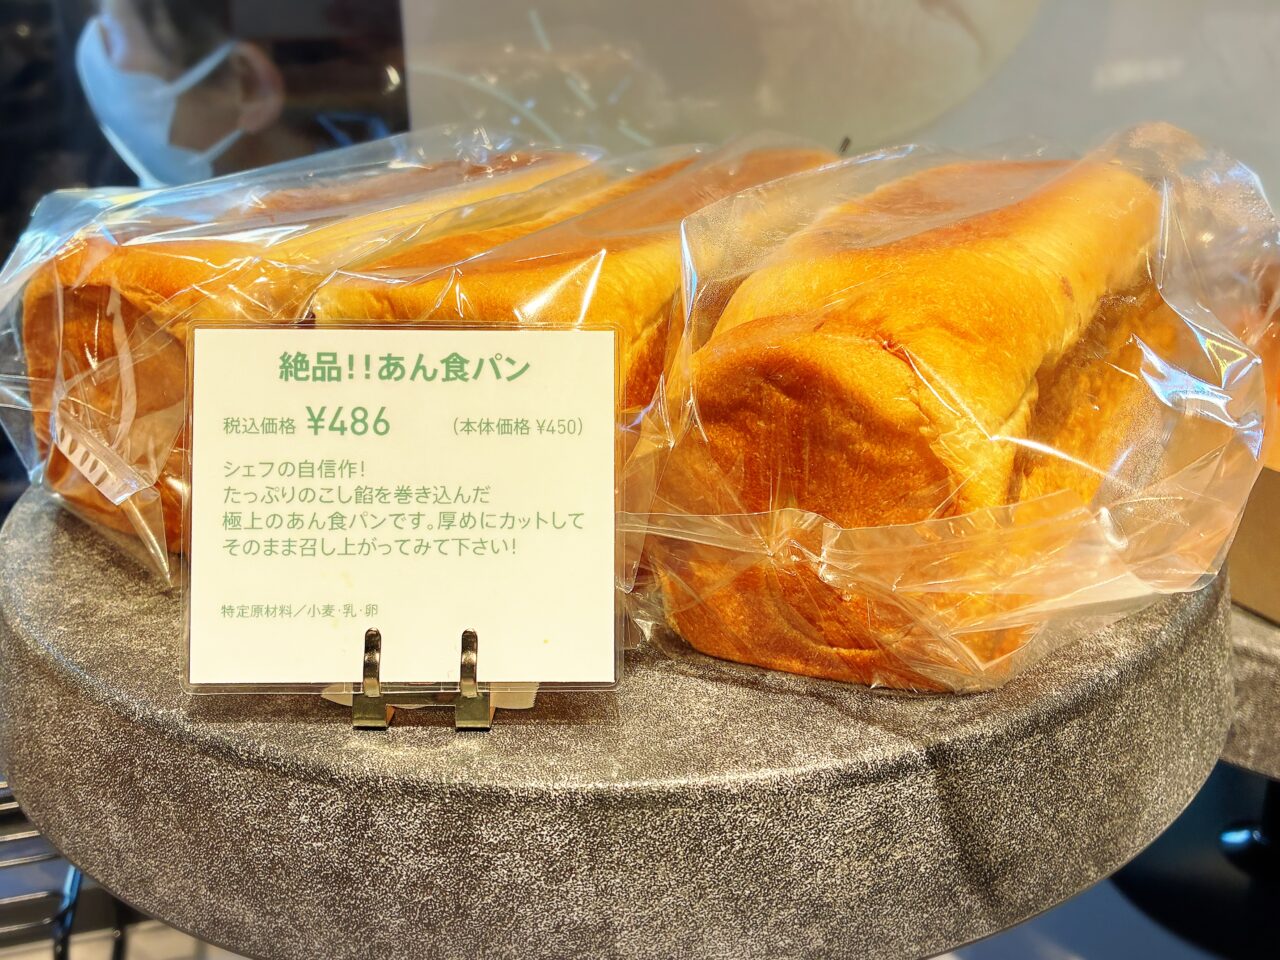 絶品!!あん食パン
税込価格 ¥486 (本体価格 ¥450)
シェフの自信作!
たっぷりのこし餡を巻き込んだ
極上のあん食パンです。厚めにカットして
そのまま召し上がってみて下さい!
特定原材料/小麦・乳・卵